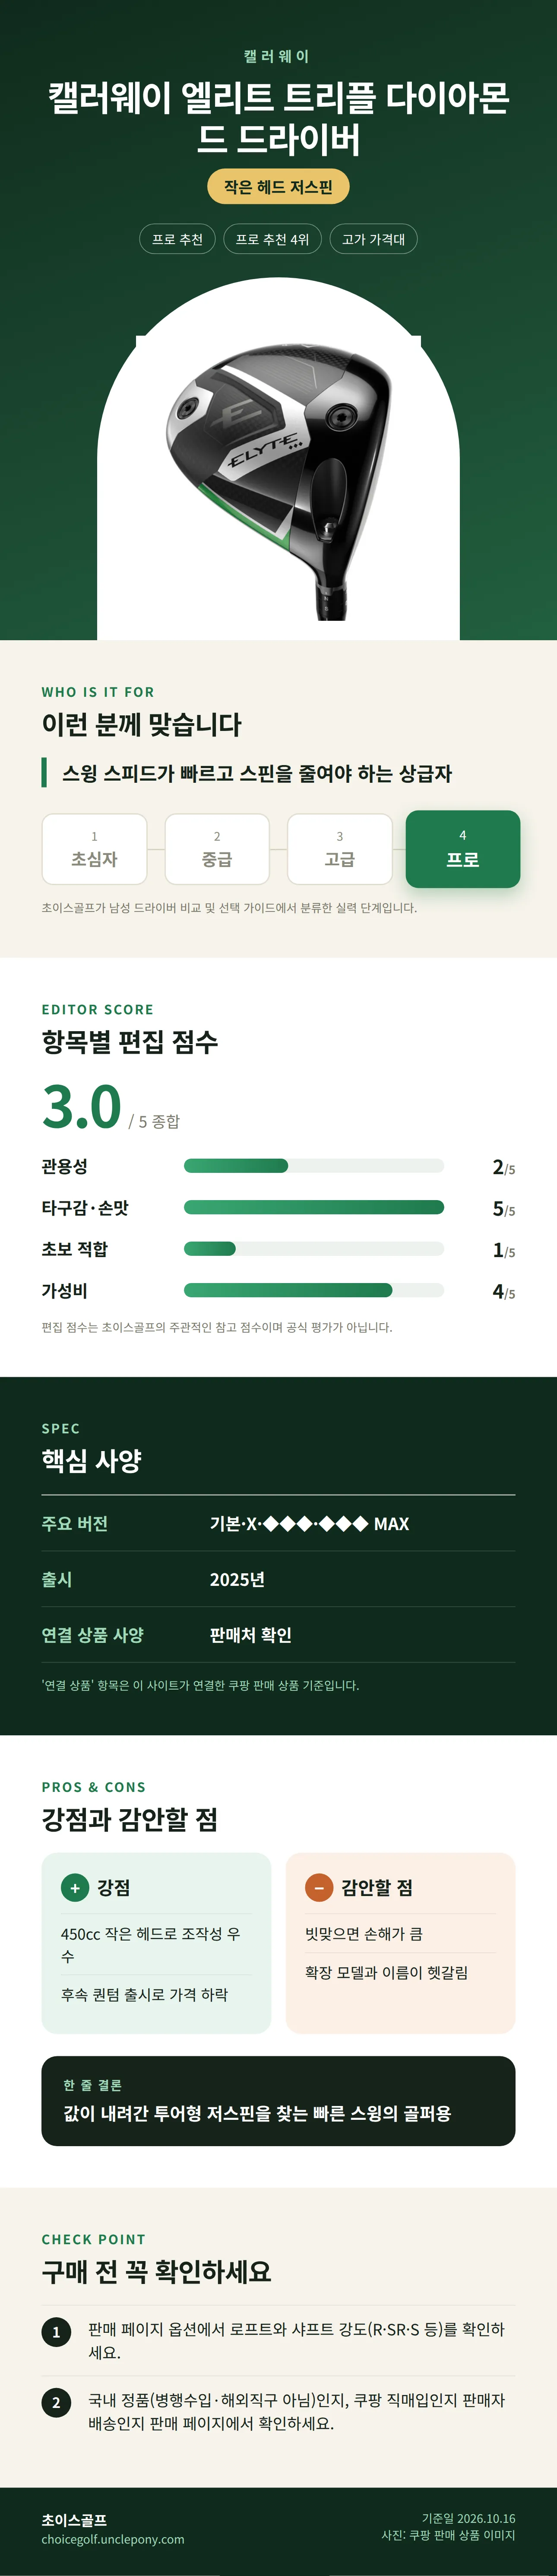 캘러웨이
캘러웨이 엘리트 트리플 다이아몬
드 드라이버
작은 헤드 저스핀
프로 추천
프로 추천 4위
고가 가격대
E
ELYTE
WHO IS IT FOR
이런 분께 맞습니다
스윙 스피드가 빠르고 스핀을 줄여야 하는 상급자
1
초심자
2
중급
3
고급
4
프로
초이스골프가 남성 드라이버 비교 및 선택 가이드에서 분류한 실력 단계입니다.
EDITOR SCORE
항목별 편집 점수
3.0 / 5 종합
관용성 2/5
타구감·손맛 5/5
초보 적합 1/5
가성비 4/5
편집 점수는 초이스골프의 주관적인 참고 점수이며 공식 평가가 아닙니다.
SPEC
핵심 사양
주요 버전 기본·X·◆◆◆·◆◆◆ MAX
출시 2025년
연결 상품 사양 판매처 확인
'연결 상품' 항목은 이 사이트가 연결한 쿠팡 판매 상품 기준입니다.
PROS & CONS
강점과 감안할 점
+ 강점
450cc 작은 헤드로 조작성 우
수
후속 퀀텀 출시로 가격 하락
− 감안할 점
빗맞으면 손해가 큼
확장 모델과 이름이 헷갈림
한 줄 결론
값이 내려간 투어형 저스핀을 찾는 빠른 스윙의 골퍼용
CHECK POINT
구매 전 꼭 확인하세요
1 판매 페이지 옵션에서 로프트와 샤프트 강도(R·SR·S 등)를 확인하
세요.
2 국내 정품(병행수입·해외직구 아님)인지, 쿠팡 직매입인지 판매자
배송인지 판매 페이지에서 확인하세요.
초이스골프
choicegolf.unclepony.com
기준일 2026.10.16
사진: 쿠팡 판매 상품 이미지